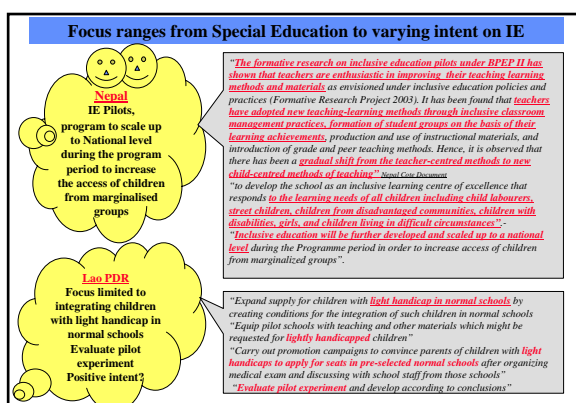 Focus ranges from Special Education to varying intent on IE
Nepal
IE Pilots,
program to scale up
to National level
during the program
period to increase
the access of children
from marginalised
groups
“The formative research on inclusive education pilots under BPEP II has
shown that teachers are enthusiastic in improving their teaching learning
methods and materials as envisioned under inclusive education policies and
practices (Formative Research Project 2003). It has been found that teachers
have adopted new teaching-learning methods through inclusive classroom
management practices, formation of student groups on the basis of their
learning achievements, production and use of instructional materials, and
introduction of grade and peer teaching methods. Hence, it is observed that
there has been a gradual shift from the teacher-centred methods to new
child-centred methods of teaching” Nepal Core Document
“to develop the school as an inclusive learning centre of excellence that
responds to the learning needs of all children including child labourers,
street children, children from disadvantaged communities, children with
disabilities, girls, and children living in difficult circumstances”.-
“Inclusive education will be further developed and scaled up to a national
level during the Programme period in order to increase access of children
from marginalized groups”.
Lao PDR
Focus limited to
integrating children
with light handicap in
normal schools
Evaluate pilot
experiment
Positive intent?
“Expand supply for children with light handicap in normal schools by
creating conditions for the integration of such children in normal schools
“Equip pilot schools with teaching and other materials which might be
requested for lightly handicapped children”
“Carry out promotion campaigns to convince parents of children with light
handicaps to apply for seats in pre-selected normal schools after organizing
medical exam and discussing with school staff from those schools”
“Evaluate pilot experiment and develop according to conclusions”